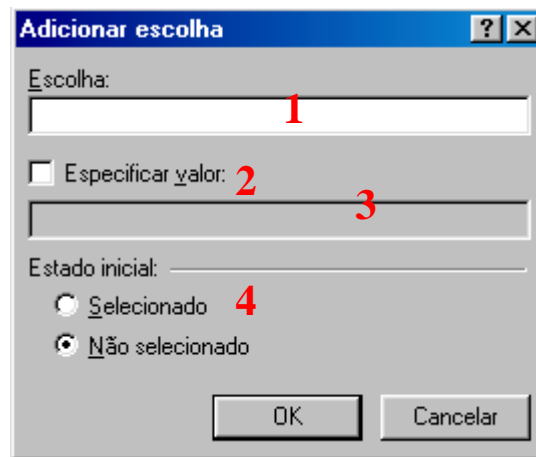 Adicionar escolha ? ×
Escolha:
1
Especificar valor: 2
3
Estado inicial:
Selecionado 4
Não selecionado
OK Cancelar